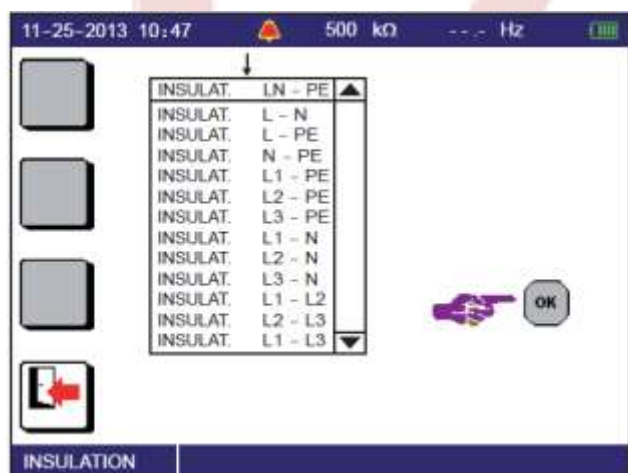 11-25-2013 10:47 500 kΩ --.- Hz
INSULAT. LN - PE
INSULAT. L - N
INSULAT. L - PE
INSULAT. N - PE
INSULAT. L1 - PE
INSULAT. L2 - PE
INSULAT. L3 - PE
INSULAT. L1 - N
INSULAT. L2 - N
INSULAT. L3 - N
INSULAT. L1 - L2
INSULAT. L2 - L3
INSULAT. L1 - L3
OK
INSULATION